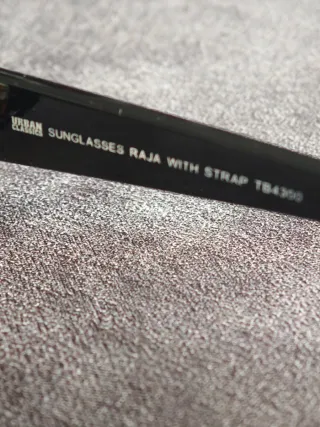 URBAN
CLASSICS
SUNGLASSES RAJA WITH STRAP TB4300